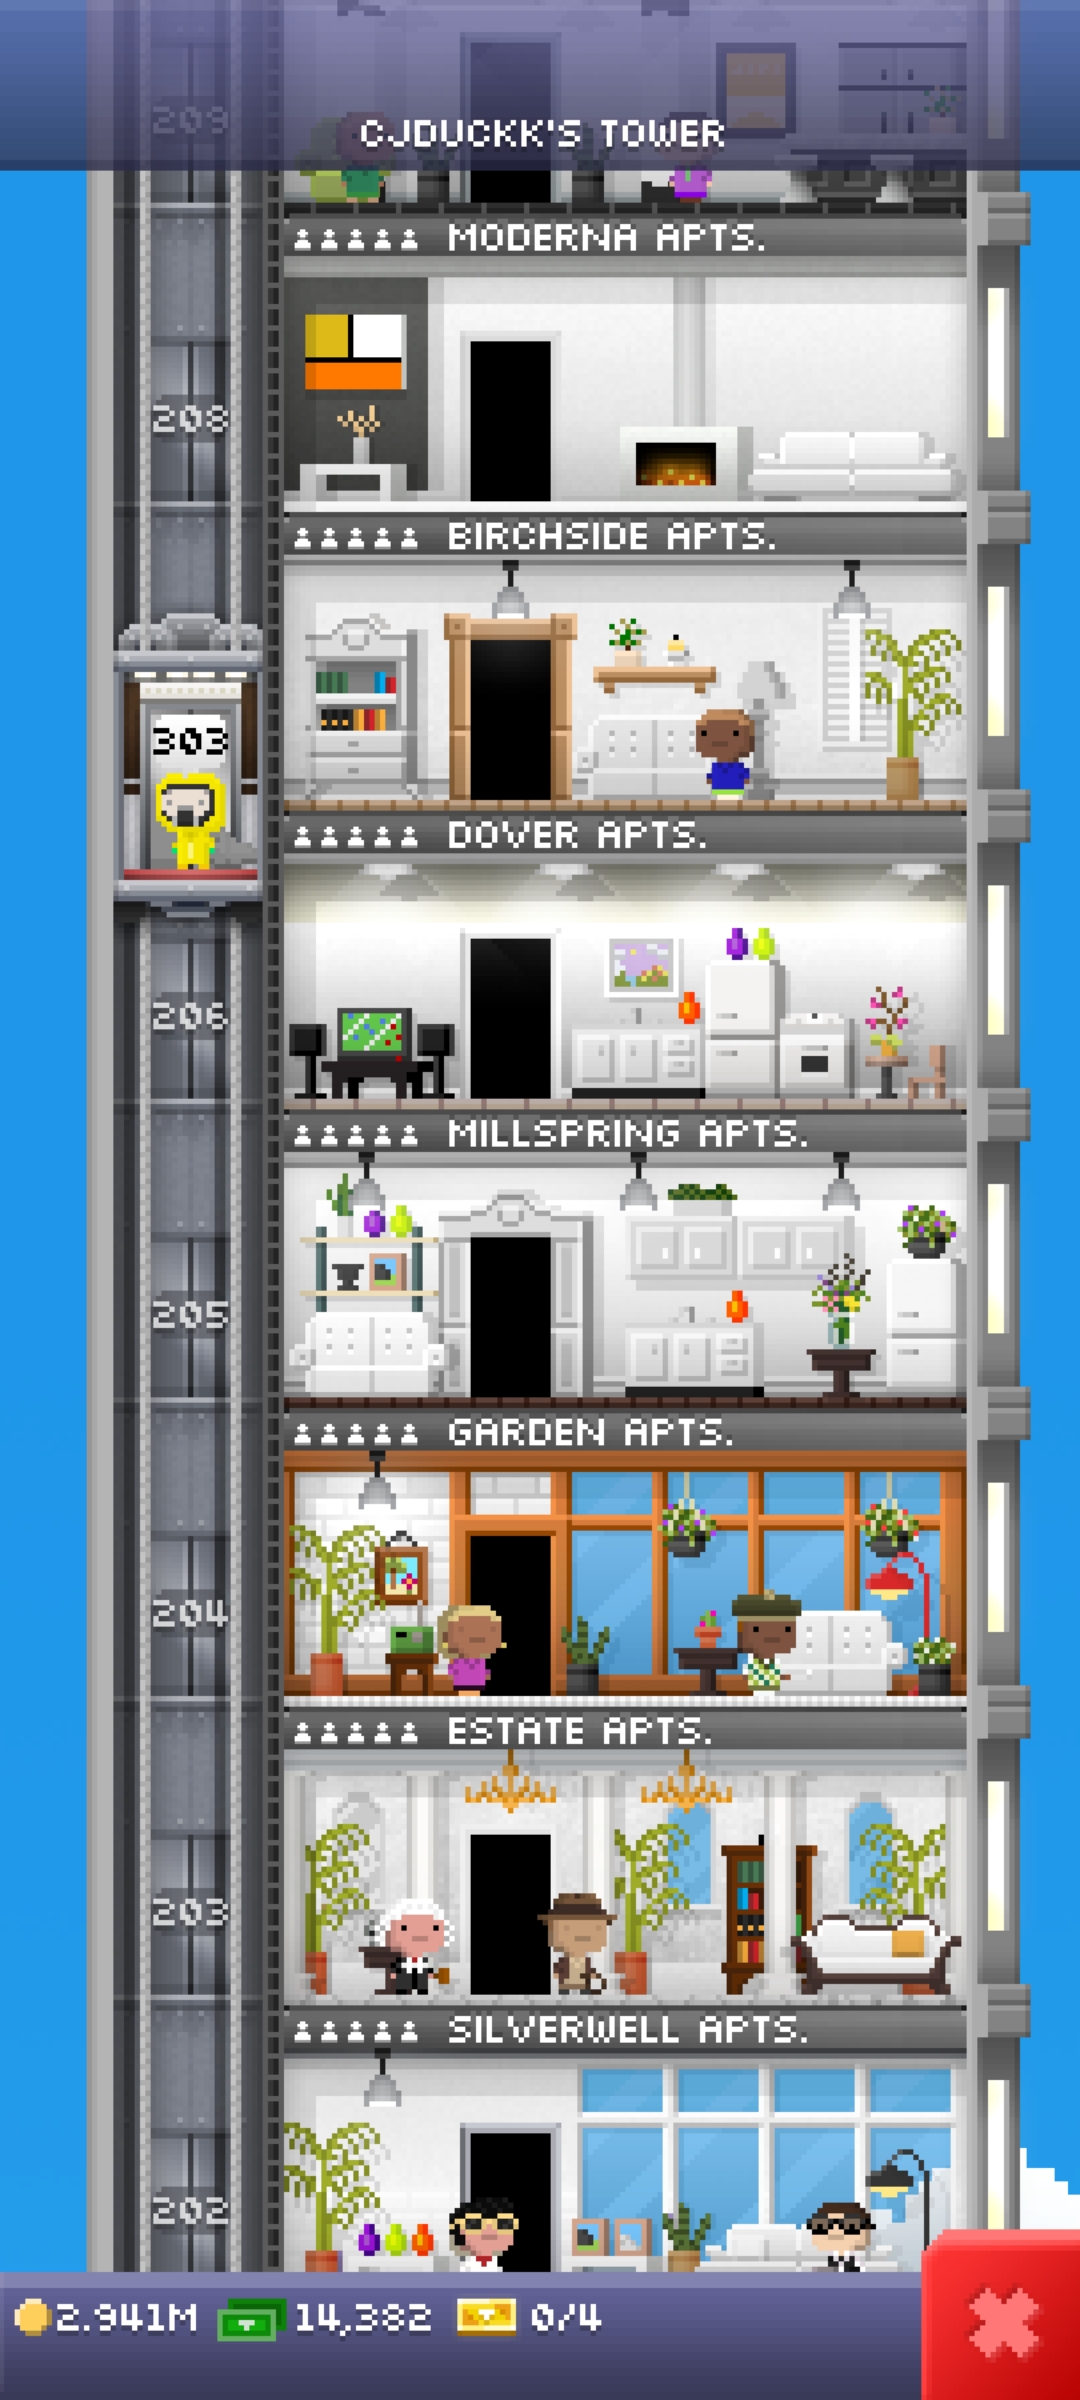 209
CJDUCKK'S TOWER
MODERNA APTS.
208
BIRCHSIDE APTS.
303
DOVER APTS.
206
MILLSPRING APTS.
205
GARDEN APTS.
204
ESTATE APTS.
203
SILVERWELL APTS.
202
2.941M 14,382 0/4